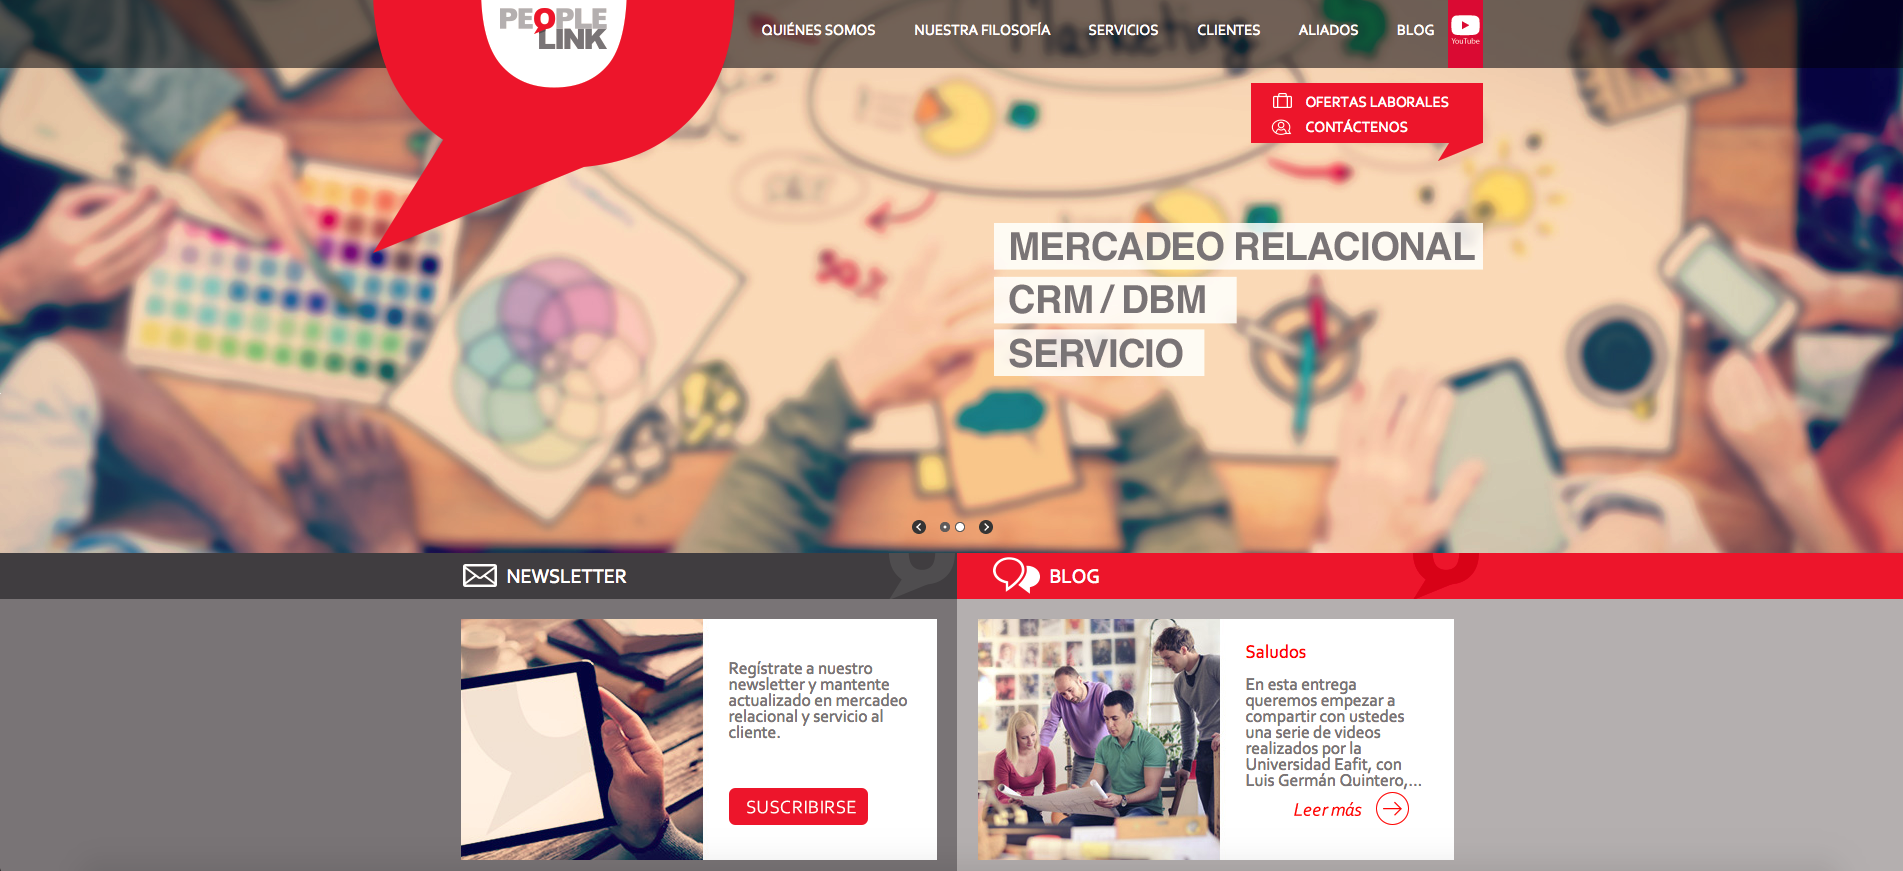 PEOPLE
LINK
QUIÉNES SOMOS
NUESTRA FILOSOFÍA
SERVICIOS
CLIENTES
ALIADOS
BLOG
YouTube
OFERTAS LABORALES
CONTÁCTENOS
50%
MERCADEO RELACIONAL
CRM / DBM
SERVICIO
NEWSLETTER
BLOG
Regístrate a nuestro
newsletter y mantente
actualizado en mercadeo
relacional y servicio al
cliente.
SUSCRIBIRSE
Saludos
En esta entrega
queremos empezar a
compartir con ustedes
una serie de videos
realizados por la
Universidad Eafit, con
Luis Germán Quintero,...
Leer más